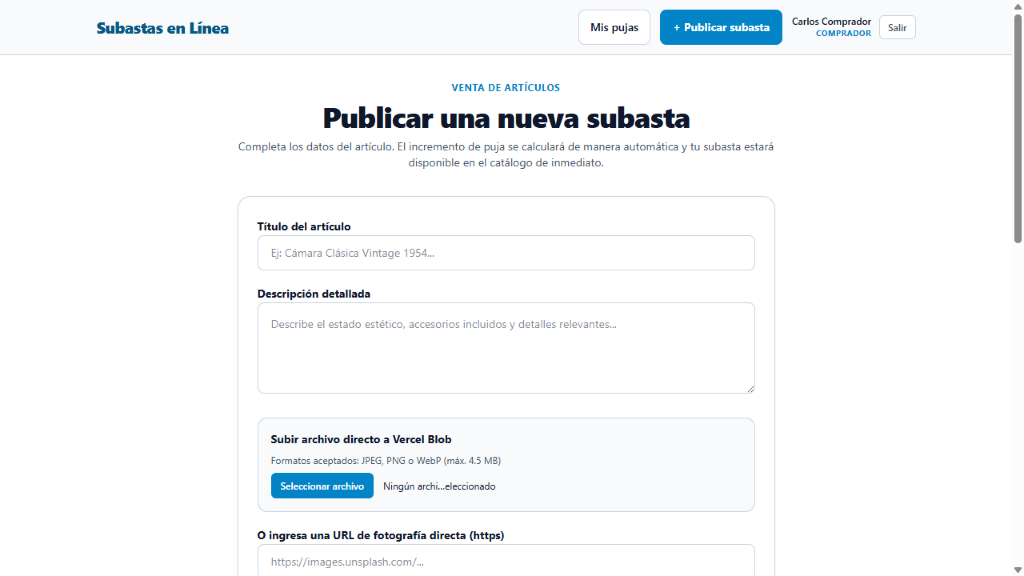 Subastas en Línea
Mis pujas
+ Publicar subasta
Carlos Comprador
COMPRADOR
Salir
VENTA DE ARTÍCULOS
Publicar una nueva subasta
Completa los datos del artículo. El incremento de puja se calculará de manera automática y tu subasta estará
disponible en el catálogo de inmediato.
Título del artículo
Ej: Cámara Clásica Vintage 1954...
Descripción detallada
Describe el estado estético, accesorios incluidos y detalles relevantes...
Subir archivo directo a Vercel Blob
Formatos aceptados: JPEG, PNG o WebP (máx. 4.5 MB)
Seleccionar archivo
Ningún archi...eleccionado
O ingresa una URL de fotografía directa (https)
https://images.unsplash.com/...